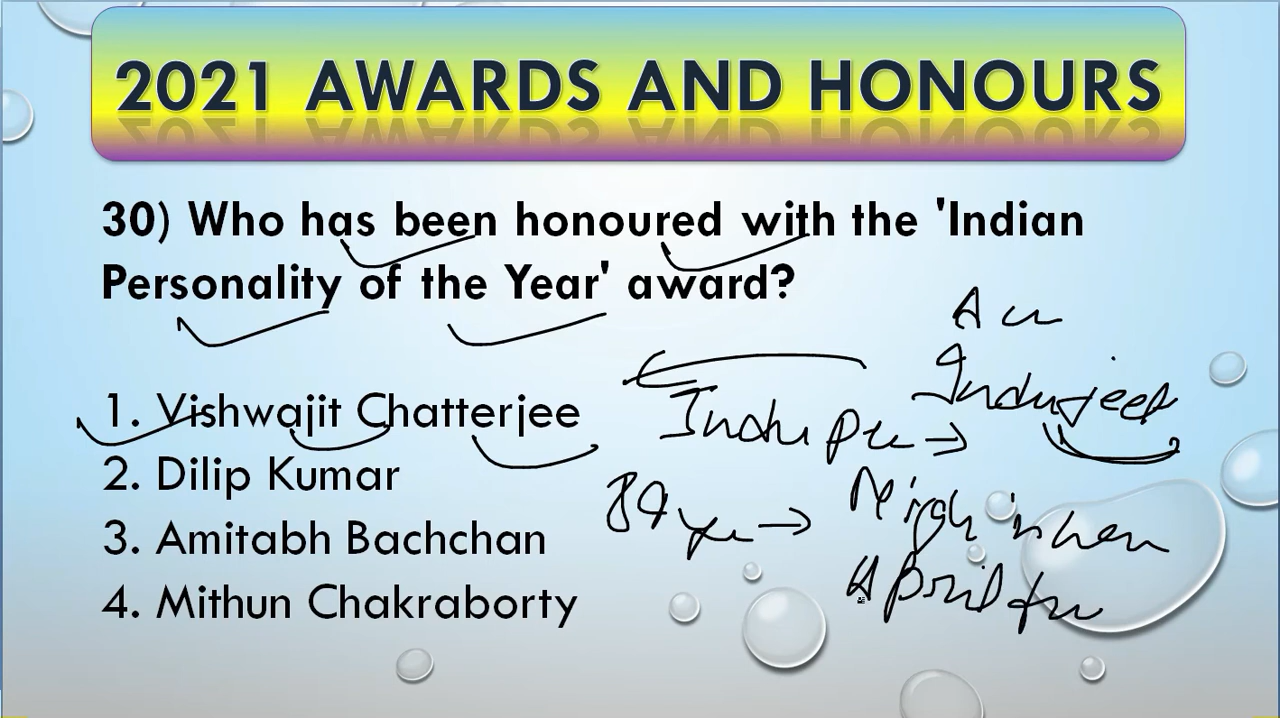 2021 AWARDS AND HONOURS
30) Who has been honoured with the 'Indian
Personality of the Year' award?
1. Vishwajit Chatterjee
2. Dilip Kumar
3. Amitabh Bachchan
4. Mithun Chakraborty